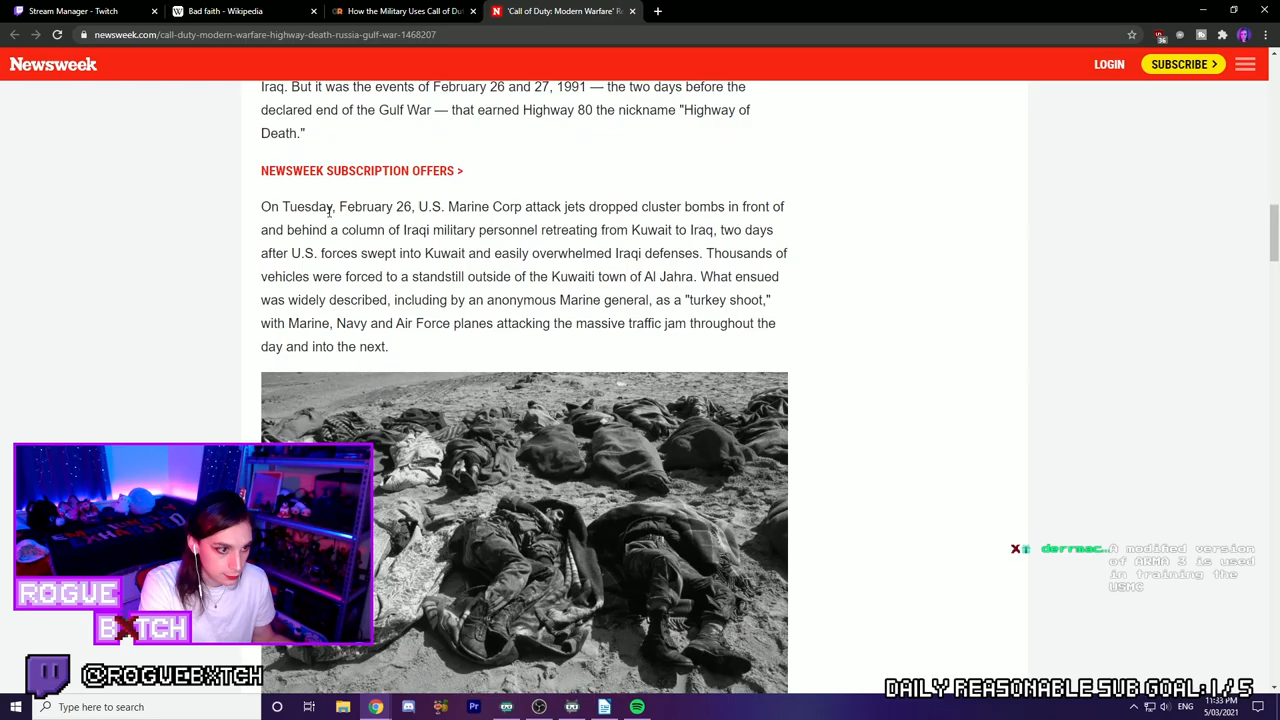 Stream Manager - Twitch
Bad faith - Wikipedia
How the Military Uses Call of Dut
'Call of Duty: Modern Warfare' Re
newsweek.com/call-duty-modern-warfare-highway-death-russia-gulf-war-1468207
Newsweek
LOGIN
SUBSCRIBE >
Iraq. But it was the events of February 26 and 27, 1991 — the two days before the
declared end of the Gulf War — that earned Highway 80 the nickname "Highway of
Death."
NEWSWEEK SUBSCRIPTION OFFERS >
On Tuesday, February 26, U.S. Marine Corp attack jets dropped cluster bombs in front of
and behind a column of Iraqi military personnel retreating from Kuwait to Iraq, two days
after U.S. forces swept into Kuwait and easily overwhelmed Iraqi defenses. Thousands of
vehicles were forced to a standstill outside of the Kuwaiti town of Al Jahra. What ensued
was widely described, including by an anonymous Marine general, as a "turkey shoot,"
with Marine, Navy and Air Force planes attacking the massive traffic jam throughout the
day and into the next.
derrmac…
A modified version
of ARMA 3 is used
in training the
USMC
ROGUE
BXTCH
@ROGUEBXTCH
DAILY REASONABLE SUB GOAL:1/5
Type here to search
ENG
11:33 PM
5/03/2021